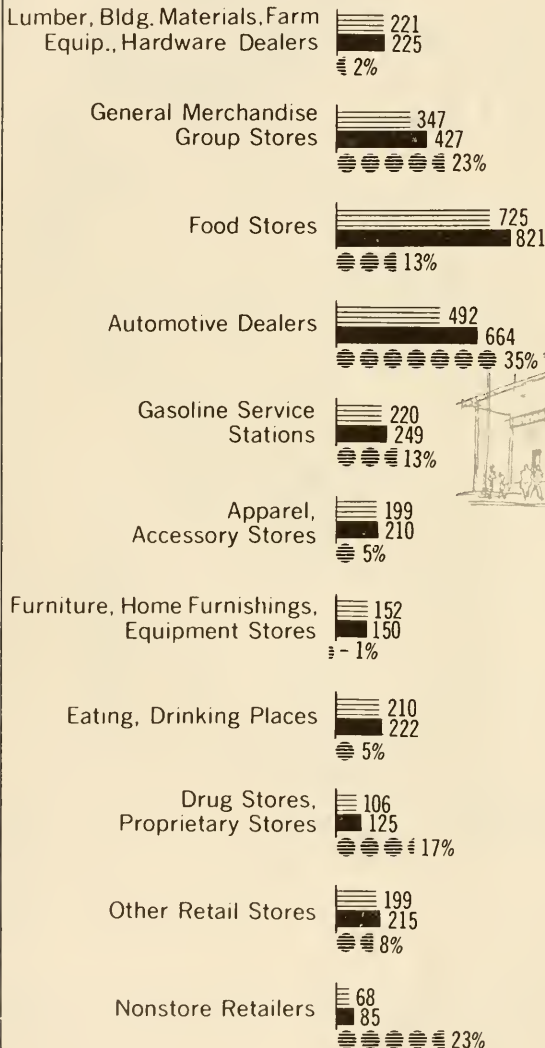 Lumber, Bldg. Materials, Farm
Equip., Hardware Dealers
221
225
2%
General Merchandise
Group Stores
347
427
23%
Food Stores
725
821
13%
Automotive Dealers
492
664
35%
Gasoline Service
Stations
220
249
13%
Apparel,
Accessory Stores
199
210
5%
Furniture, Home Furnishings,
Equipment Stores
152
150
- 1%
Eating, Drinking Places
210
222
5%
Drug Stores,
Proprietary Stores
106
125
17%
Other Retail Stores
199
215
8%
Nonstore Retailers
68
85
23%